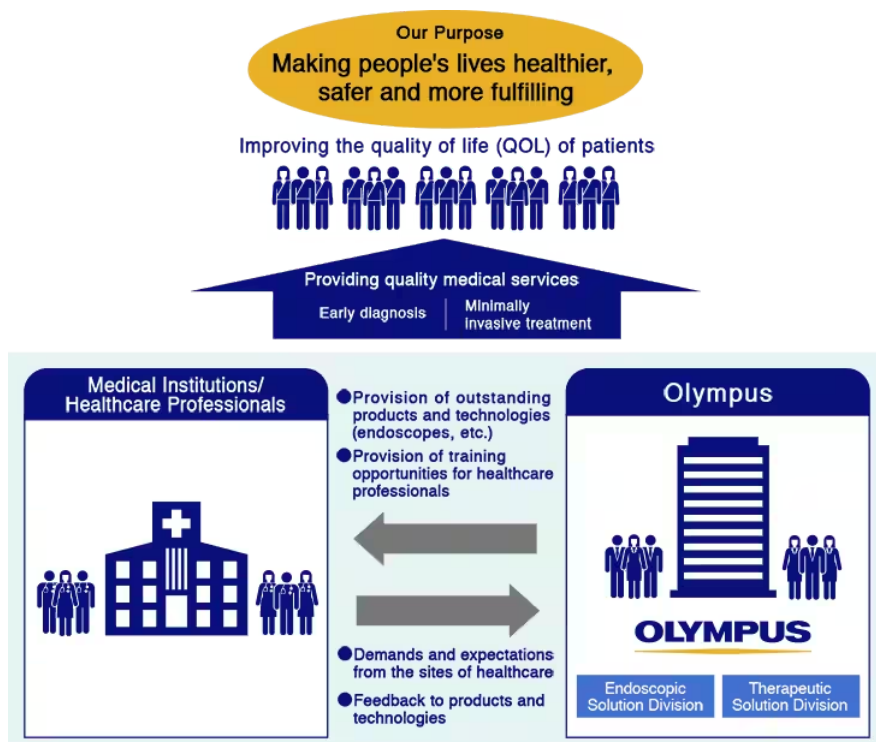 Our Purpose
Making people's lives healthier,
safer and more fulfilling
Improving the quality of life (QOL) of patients
Providing quality medical services
Early diagnosis
Minimally
invasive treatment
Medical Institutions/
Healthcare Professionals
●Provision of outstanding
products and technologies
(endoscopes, etc.)
●Provision of training
opportunities for healthcare
professionals
●Demands and expectations
from the sites of healthcare
●Feedback to products and
technologies
Olympus
OLYMPUS
Endoscopic
Solution Division
Therapeutic
Solution Division